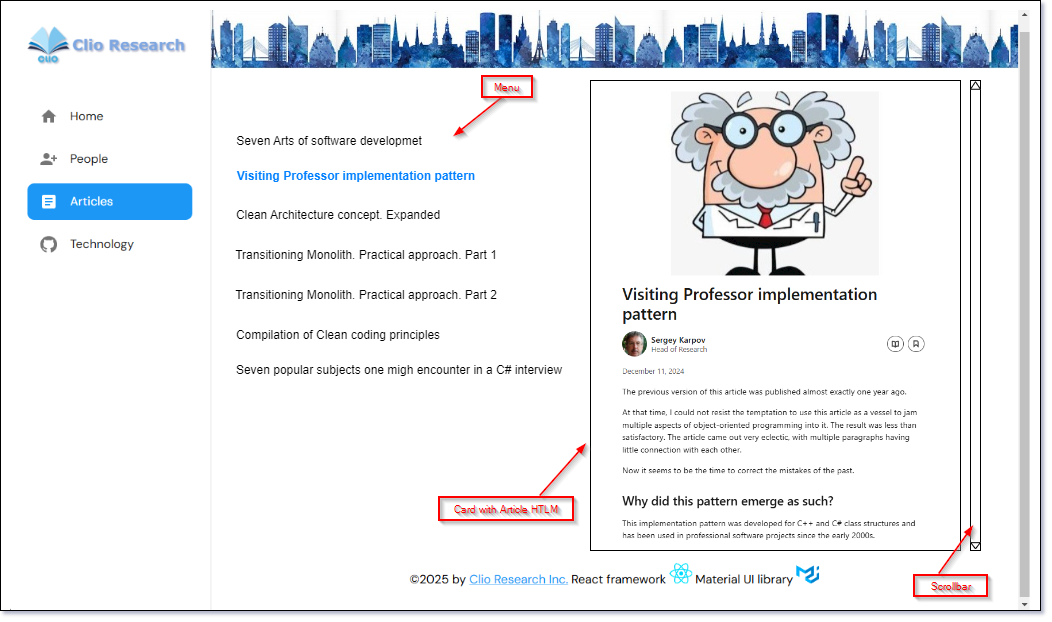 Clio Research
Clio
Home
People
Articles
Technology
Menu
Seven Arts of software developmet
Visiting Professor implementation pattern
Clean Architecture concept. Expanded
Transitioning Monolith. Practical approach. Part 1
Transitioning Monolith. Practical approach. Part 2
Compilation of Clean coding principles
Seven popular subjects one migh encounter in a C# interview
Visiting Professor implementation
pattern
Sergey Karpov
Head of Research
December 11, 2024
The previous version of this article was published almost exactly one year ago.
At that time, I could not resist the temptation to use this article as a vessel to jam
multiple aspects of object-oriented programming into it. The result was less than
satisfactory. The article came out very eclectic, with multiple paragraphs having
little connection with each other.
Now it seems to be the time to correct the mistakes of the past.
Why did this pattern emerge as such?
This implementation pattern was developed for C++ and C# class structures and
has been used in professional software projects since the early 2000s.
Card with Article HTLM
Scrollbar
©2025 by Clio Research Inc. React framework Material UI library